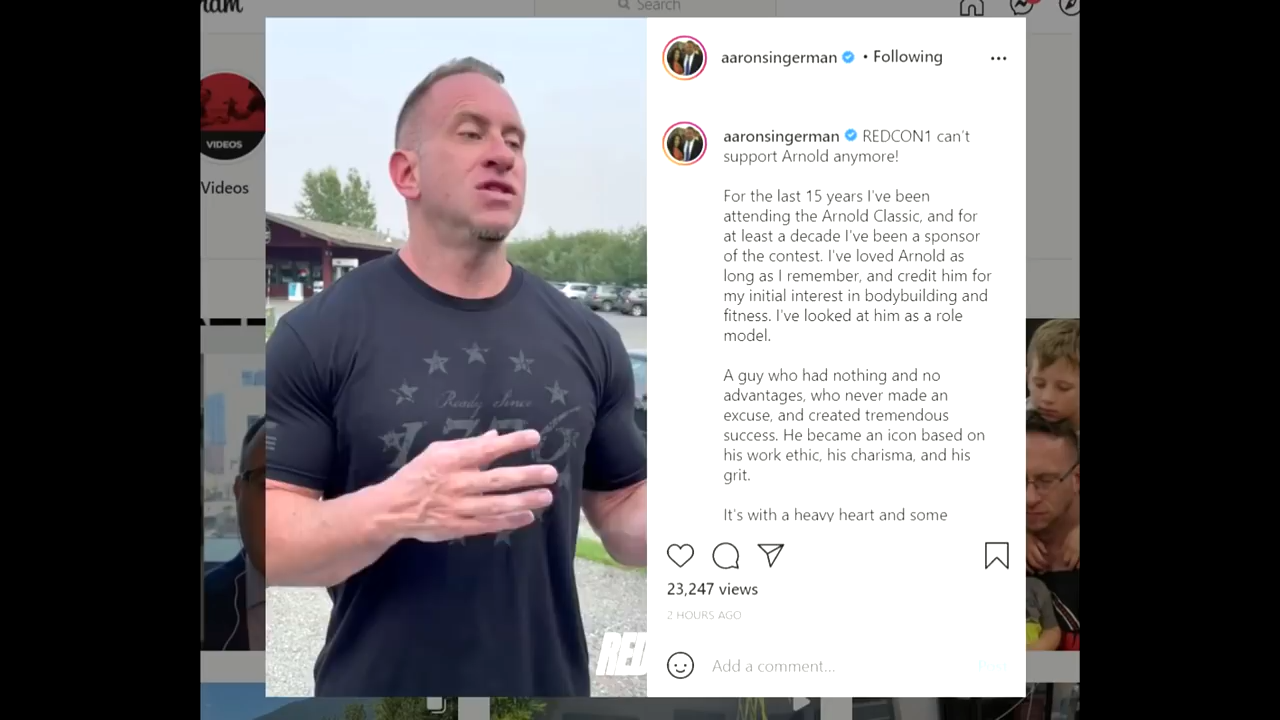 Search
VIDEOS
Videos
aaronsingerman • Following
aaronsingerman REDCON1 can't
support Arnold anymore!
For the last 15 years I've been
attending the Arnold Classic, and for
at least a decade I've been a sponsor
of the contest. I've loved Arnold as
long as I remember, and credit him for
my initial interest in bodybuilding and
fitness. I've looked at him as a role
model.
A guy who had nothing and no
advantages, who never made an
excuse, and created tremendous
success. He became an icon based on
his work ethic, his charisma, and his
grit.
It's with a heavy heart and some
Ready Since
1776
RED
23,247 views
2 HOURS AGO
Add a comment...
Post